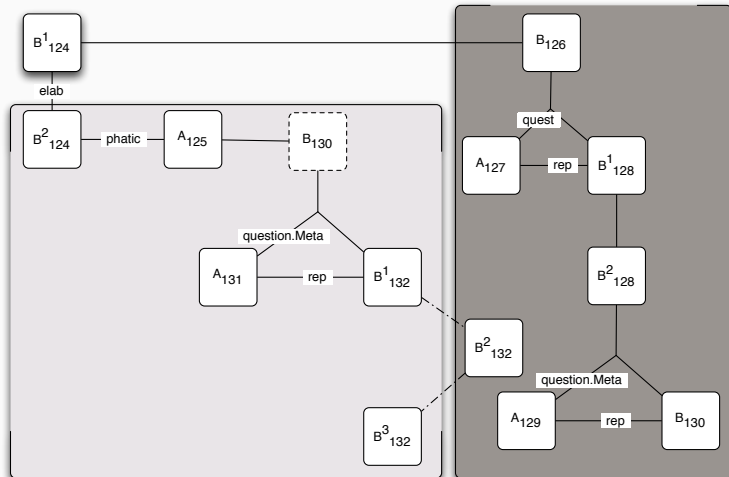 B¹124
B126
elab
quest
B²124
phatic
A125
B130
A127
rep
B¹128
question.Meta
A131
rep
B¹132
B²128
B²132
question.Meta
A129
rep
B130
B³132